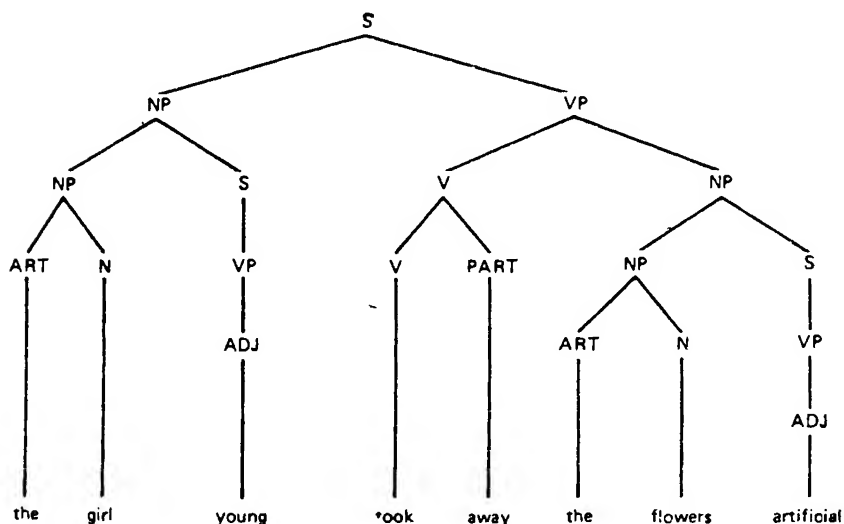 S
NP VP
NP S V NP
ART N VP V PART NP S
ADJ ART N VP
ADJ
the girl young took away the flowers artificial